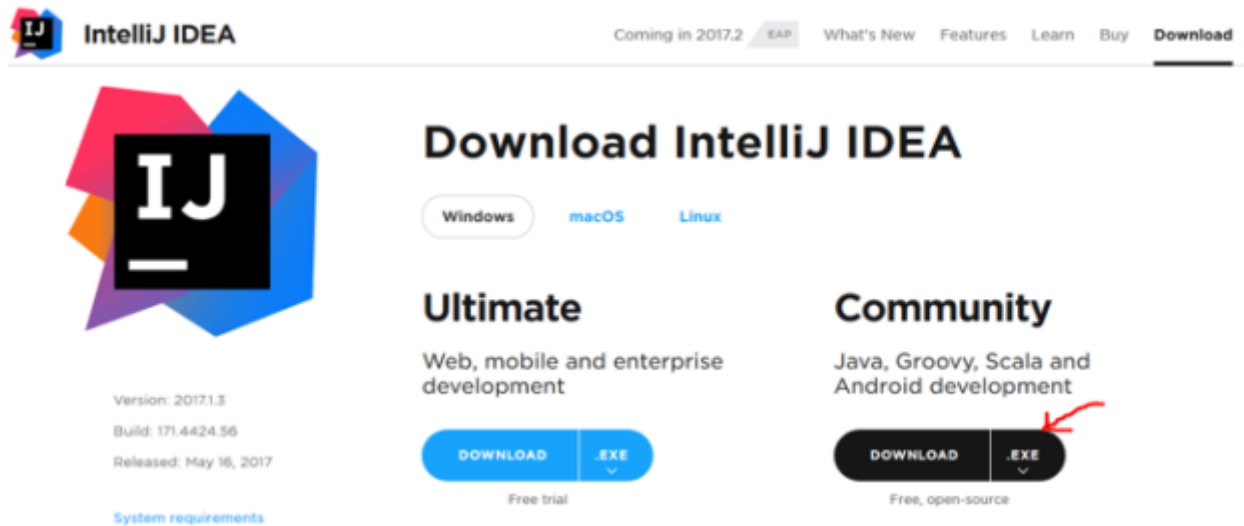 IJ IntelliJ IDEA Coming in 2017.2 EAP What's New Features Learn Buy Download
IJ
Download IntelliJ IDEA
Windows macOS Linux
Ultimate Community
Web, mobile and enterprise Java, Groovy, Scala and
development Android development
Version: 2017.1.3
Build: 171.4424.56
Released: May 16, 2017
DOWNLOAD .EXE DOWNLOAD .EXE
Free trial Free, open-source
System requirements